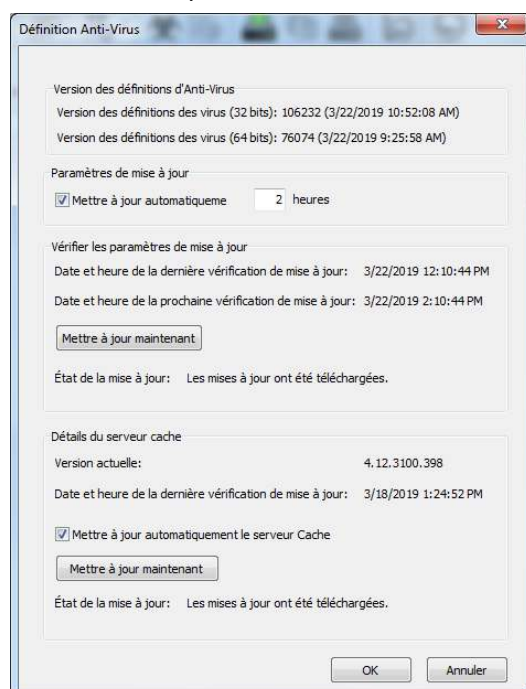 Définition Anti-Virus
Version des définitions d'Anti-Virus
Version des définitions des virus (32 bits): 106232 (3/22/2019 10:52:08 AM)
Version des définitions des virus (64 bits): 76074 (3/22/2019 9:25:58 AM)
Paramètres de mise à jour
Mettre à jour automatiqueme 2 heures
Vérifier les paramètres de mise à jour
Date et heure de la dernière vérification de mise à jour: 3/22/2019 12:10:44 PM
Date et heure de la prochaine vérification de mise à jour: 3/22/2019 2:10:44 PM
Mettre à jour maintenant
État de la mise à jour: Les mises à jour ont été téléchargées.
Détails du serveur cache
Version actuelle: 4.12.3100.398
Date et heure de la dernière vérification de mise à jour: 3/18/2019 1:24:52 PM
Mettre à jour automatiquement le serveur Cache
Mettre à jour maintenant
État de la mise à jour: Les mises à jour ont été téléchargées.
OK Annuler